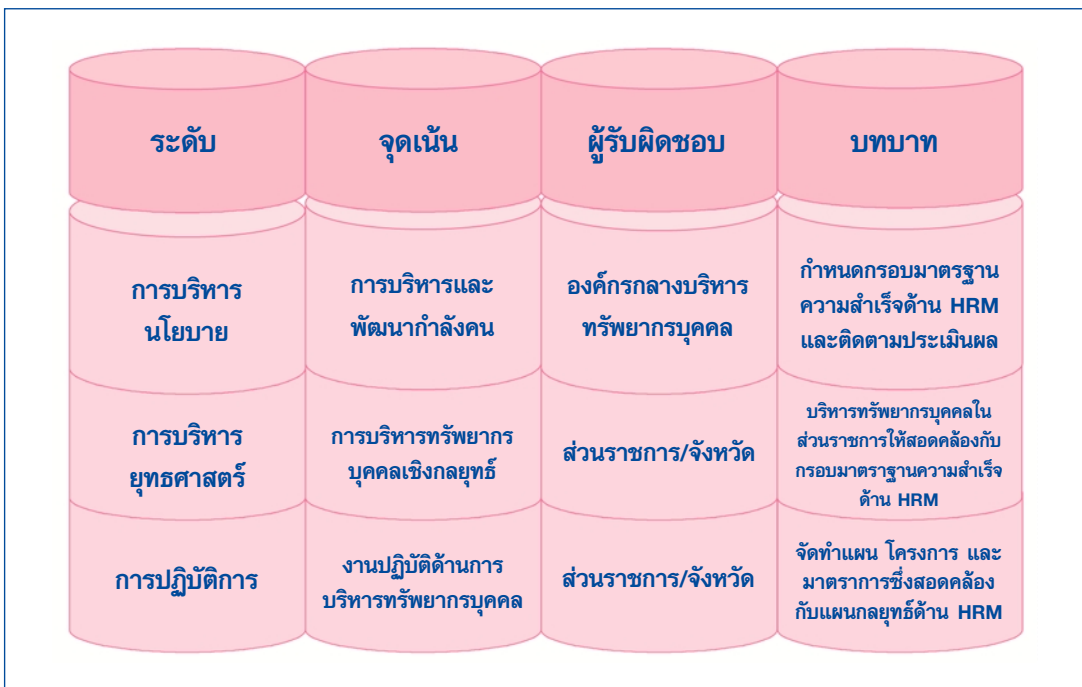 ระดับ
จุดเน้น
ผู้รับผิดชอบ
บทบาท
การบริหาร
นโยบาย
การบริหารและ
พัฒนากำลังคน
องค์กรกลางบริหาร
ทรัพยากรบุคคล
กำหนดกรอบมาตรฐาน
ความสำเร็จด้าน HRM
และติดตามประเมินผล
การบริหาร
ยุทธศาสตร์
การบริหารทรัพยากร
บุคคลเชิงกลยุทธ์
ส่วนราชการ/จังหวัด
บริหารทรัพยากรบุคคลใน
ส่วนราชการให้สอดคล้องกับ
กรอบมาตราฐานความสำเร็จ
ด้าน HRM
การปฏิบัติการ
งานปฏิบัติด้านการ
บริหารทรัพยากรบุคคล
ส่วนราชการ/จังหวัด
จัดทำแผน โครงการ และ
มาตราการซึ่งสอดคล้อง
กับแผนกลยุทธ์ด้าน HRM